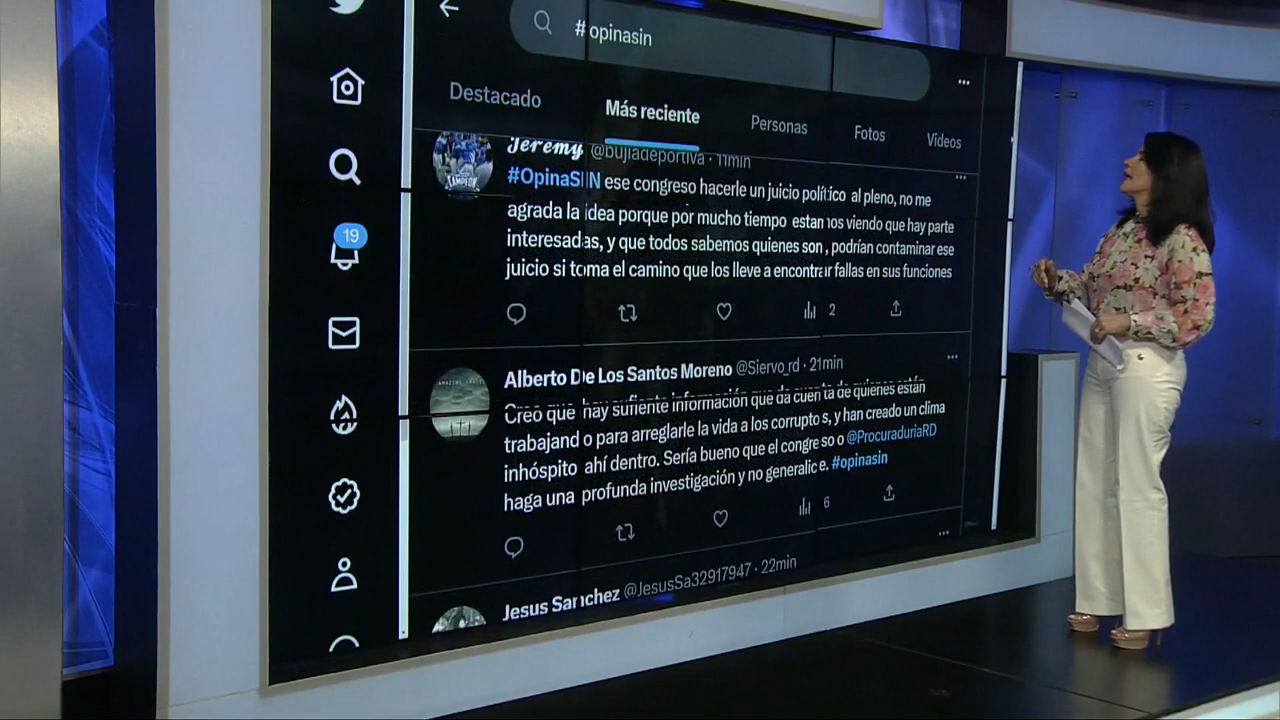 #opinasin
Destacado
Más reciente
Personas
Fotos
Videos
Jeremy @bujiadeportiva · 11min
#OpinaSIN ese congreso hacerle un juicio político al pleno, no me
agrada la idea porque por mucho tiempo estamos viendo que hay parte
interesadas, y que todos sabemos quienes son, podrían contaminar ese
juicio si toma el camino que los lleve a encontrar fallas en sus funciones
2
19
Alberto De Los Santos Moreno @Siervo_rd · 21min
Creo que hay sufiente información que da cuenta de quienes están
trabajando para arreglarle la vida a los corruptos, y han creado un clima
inhóspito ahí dentro. Sería bueno que el congreso o @ProcuraduriaRD
haga una profunda investigación y no generalice. #opinasin
6
Jesus Sanchez @JesusSa32917947 · 22min